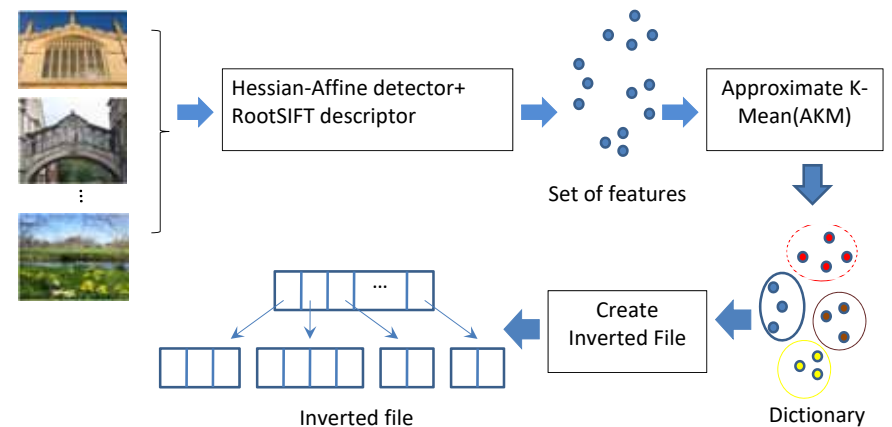 Hessian-Affine detector+
RootSIFT descriptor
Approximate K-
Mean(AKM)
...
Set of features
...
Create
Inverted File
Inverted file
Dictionary